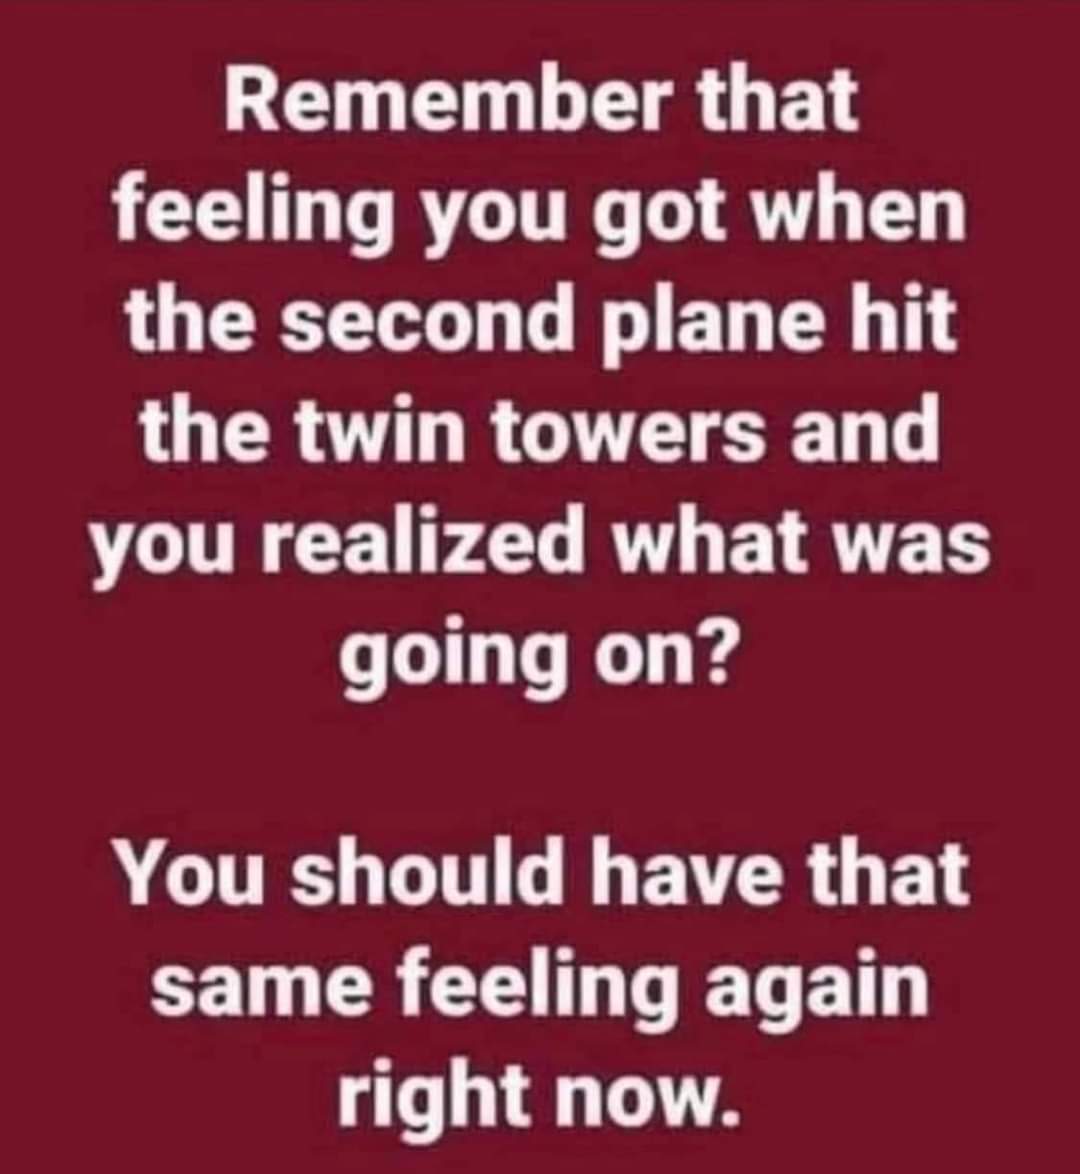 Remember that
feeling you got when
the second plane hit
the twin towers and
you realized what was
going on?
You should have that
same feeling again
right now.